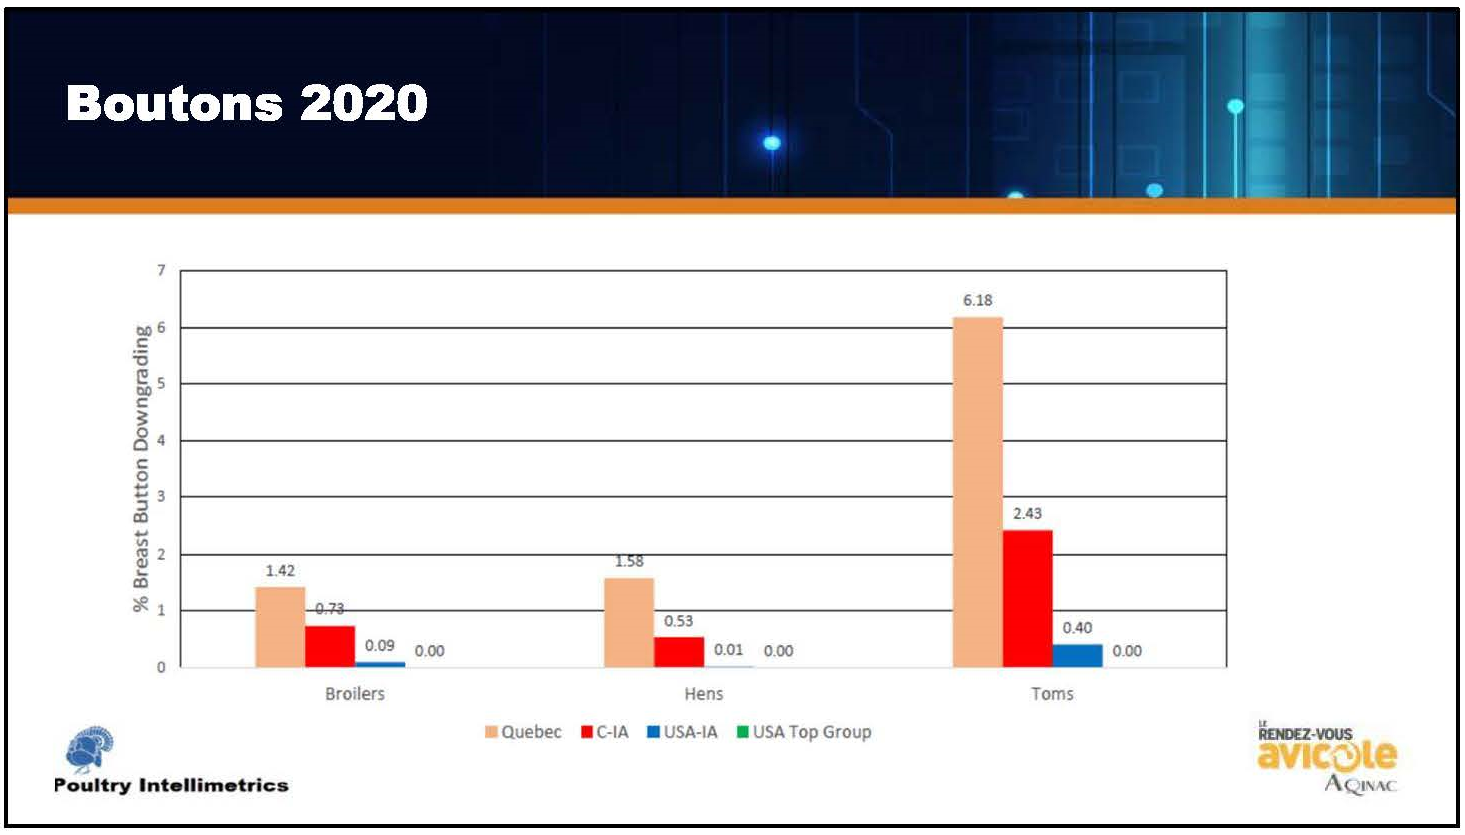 Boutons 2020
% Breast Button Downgrading
7
6
5
4
3
2
1
0
1.42
0.73
0.09
0.00
1.58
0.53
0.01
0.00
6.18
2.43
0.40
0.00
Broilers
Hens
Toms
Quebec
C-IA
USA-IA
USA Top Group
Poultry Intellimetrics
LE
RENDEZ-VOUS
avicole
AQINAC